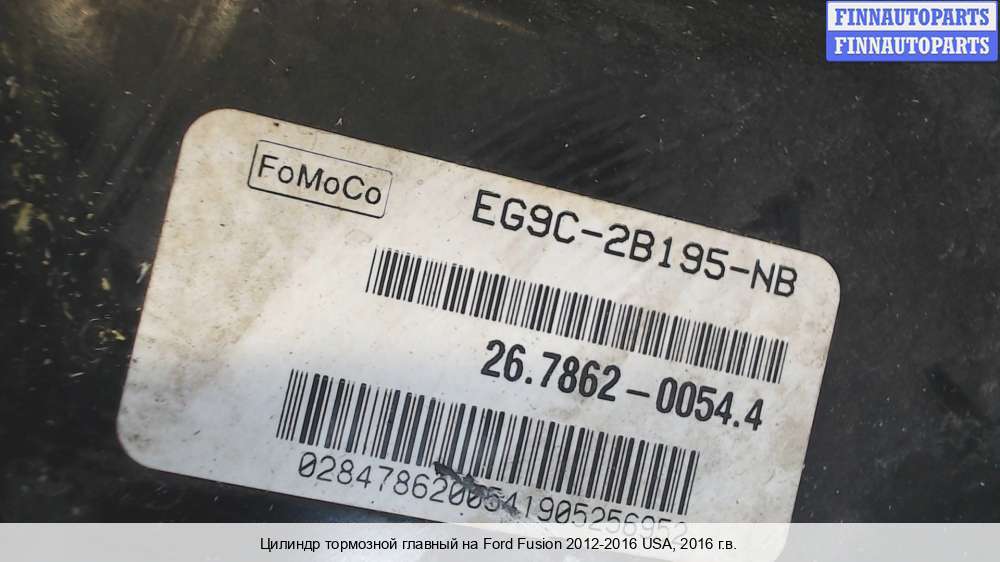 FINNAUTOPARTS
FINNAUTOPARTS
FoMoCo
EG9C-2B195-NB
26.7862-0054.4
0284786200541905256952
Цилиндр тормозной главный на Ford Fusion 2012-2016 USA, 2016 г.в.